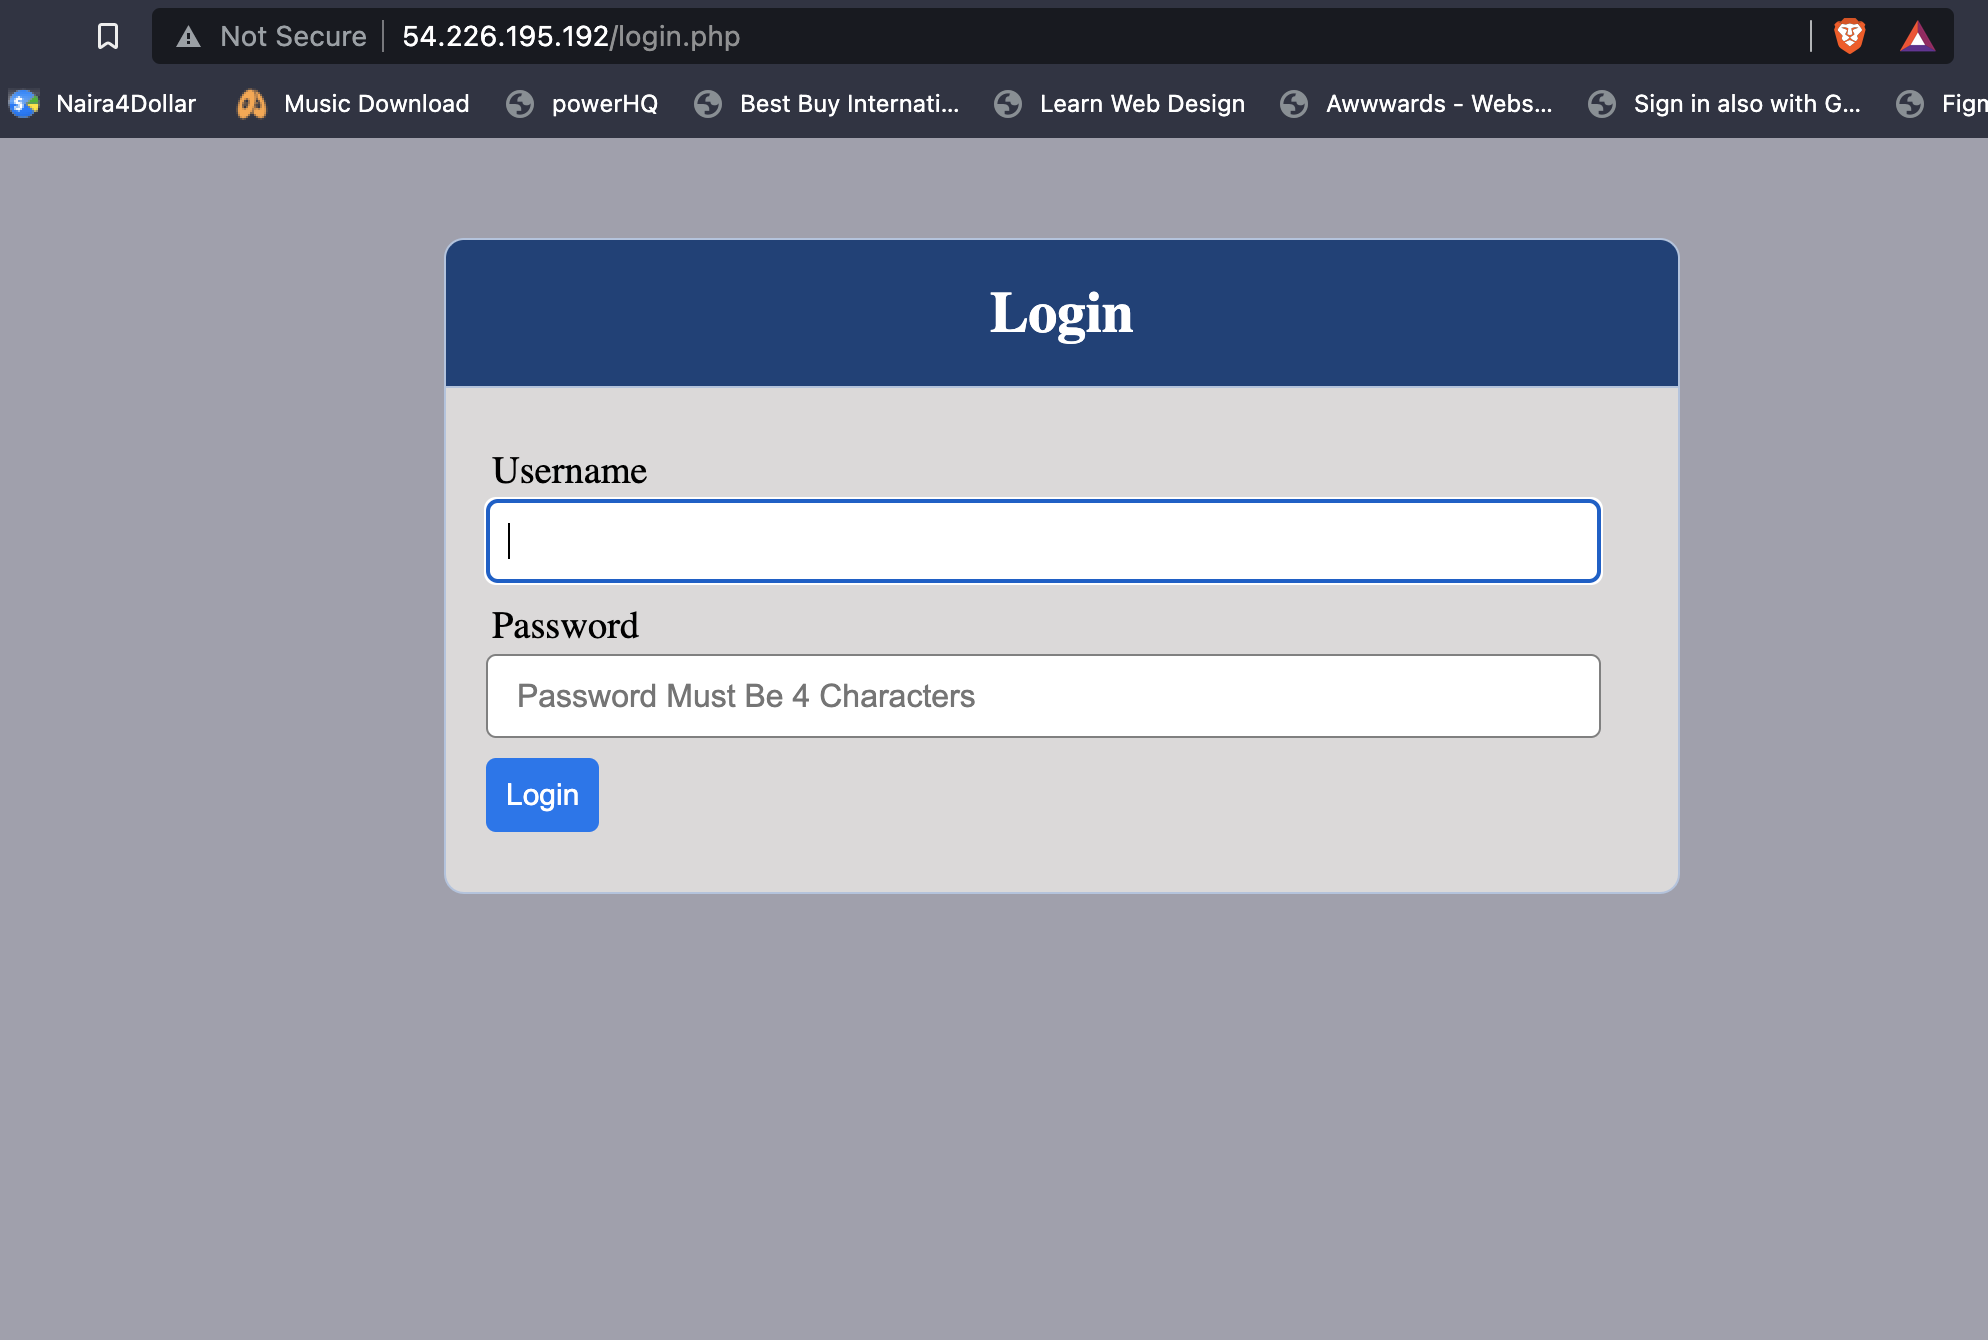 Not Secure 54.226.195.192/login.php
Naira4Dollar Music Download powerHQ Best Buy Internati... Learn Web Design Awwwards - Webs... Sign in also with G... Figm
Login
Username
Password
Password Must Be 4 Characters
Login